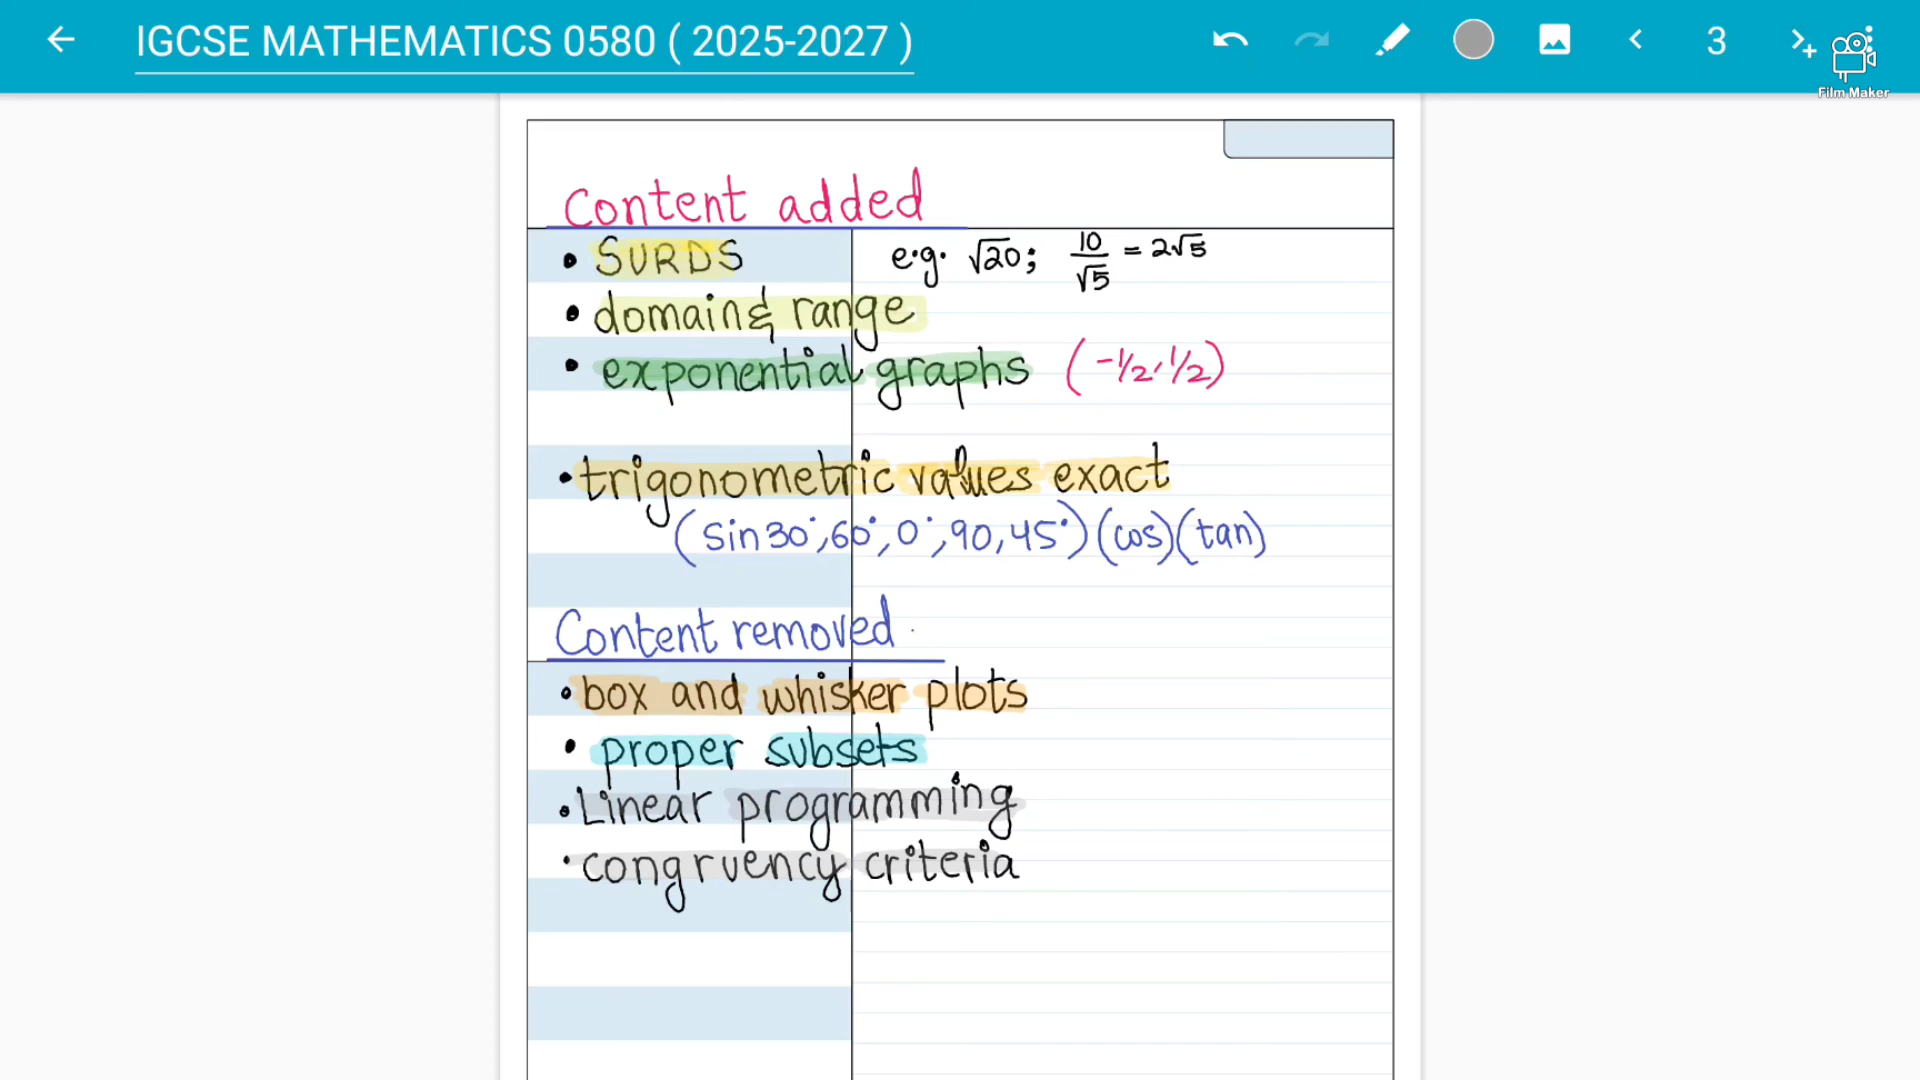 IGCSE MATHEMATICS 0580 ( 2025-2027 )
3
Film Maker
Content added
• SURDS e.g. √20; 10/√5 = 2√5
• domain & range
• exponential graphs (-1/2, 1/2)
• trigonometric values exact
(sin 30°, 60°, 0°, 90, 45°) (cos) (tan)
Content removed
• box and whisker plots
• proper subsets
• Linear programming
• congruency criteria